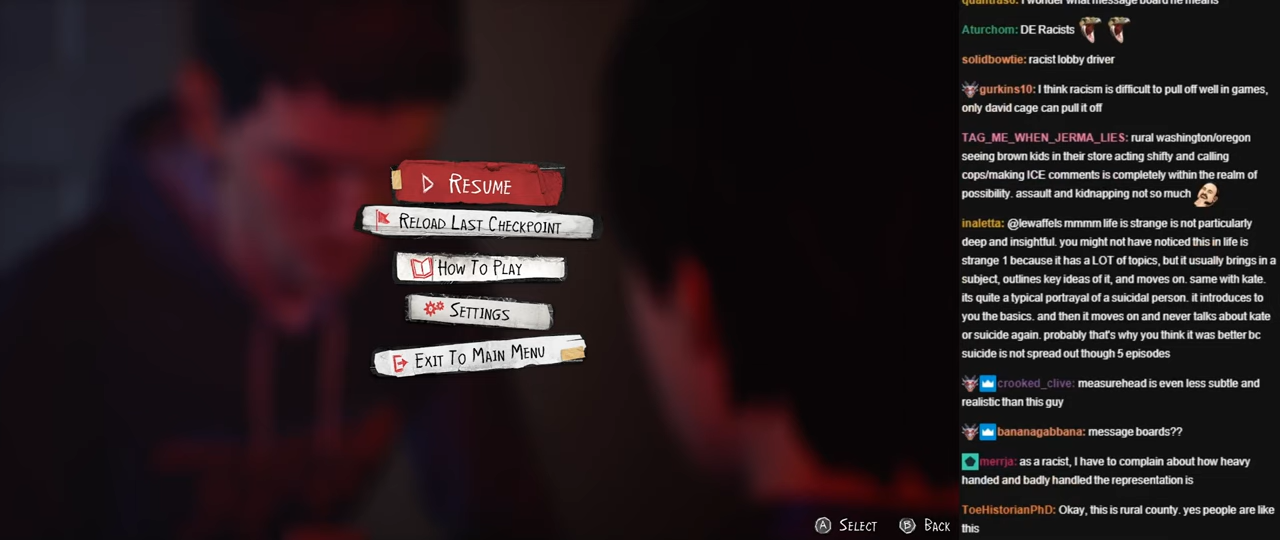 RESUME
RELOAD LAST CHECKPOINT
HOW TO PLAY
SETTINGS
EXIT TO MAIN MENU
A SELECT B BACK
quantras0: I wonder what message board he means
Aturchom: DE Racists
solidbowtie: racist lobby driver
gurkins10: I think racism is difficult to pull off well in games,
only david cage can pull it off
TAG_ME_WHEN_JERMA_LIES: rural washington/oregon
seeing brown kids in their store acting shifty and calling
cops/making ICE comments is completely within the realm of
possibility. assault and kidnapping not so much
inaletta: @lewaffels mmmm life is strange is not particularly
deep and insightful. you might not have noticed this in life is
strange 1 because it has a LOT of topics, but it usually brings in a
subject, outlines key ideas of it, and moves on. same with kate.
its quite a typical portrayal of a suicidal person. it introduces to
you the basics. and then it moves on and never talks about kate
or suicide again. probably that's why you think it was better bc
suicide is not spread out though 5 episodes
crooked_clive: measurehead is even less subtle and
realistic than this guy
bananagabbana: message boards??
merrja: as a racist, I have to complain about how heavy
handed and badly handled the representation is
ToeHistorianPhD: Okay, this is rural county. yes people are like
this